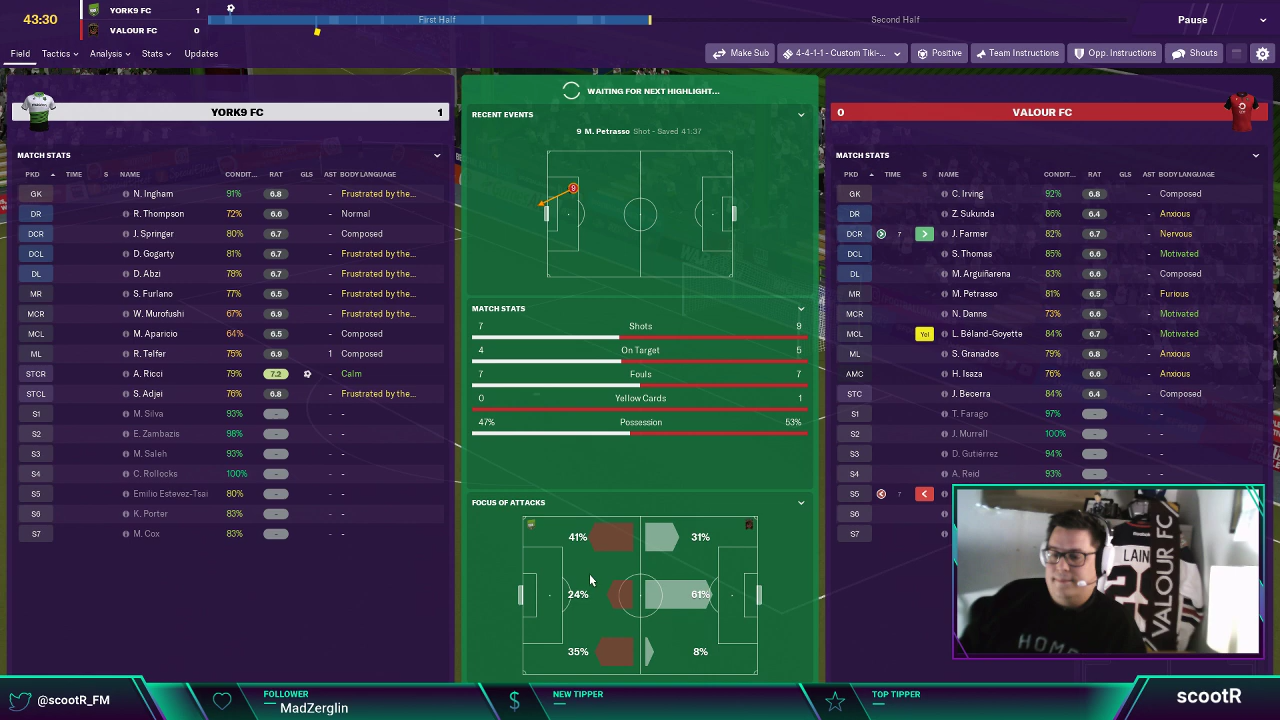 43:30
YORK9 FC 1
VALOUR FC 0
First Half
Second Half
Pause
Field Tactics Analysis Stats Updates
Make Sub 4-4-1-1 - Custom Tiki-... Positive Team Instructions Opp. Instructions Shouts
YORK9 FC 1
MATCH STATS
PKD TIME S NAME CONDIT... RAT GLS AST BODY LANGUAGE
GK N. Ingham 91% 6.8 - Frustrated by the...
DR R. Thompson 72% 6.6 - Normal
DCR J. Springer 80% 6.7 - Composed
DCL D. Gogarty 81% 6.7 - Frustrated by the...
DL D. Abzi 78% 6.7 - Frustrated by the...
MR S. Furlano 77% 6.5 - Frustrated by the...
MCR W. Murofushi 67% 6.9 - Frustrated by the...
MCL M. Aparicio 64% 6.5 - Composed
ML R. Telfer 75% 6.9 1 Composed
STCR A. Ricci 79% 7.2 - Calm
STCL S. Adjei 76% 6.8 - Frustrated by the...
S1 M. Silva 93% - - -
S2 E. Zambazis 98% - - -
S3 M. Saleh 93% - - -
S4 C. Rollocks 100% - - -
S5 Emilio Estevez-Tsai 80% - - -
S6 K. Porter 83% - - -
S7 M. Cox 83% - - -
WAITING FOR NEXT HIGHLIGHT...
RECENT EVENTS
9 M. Petrasso Shot - Saved 41:37
9
MATCH STATS
7 Shots 9
4 On Target 5
7 Fouls 7
0 Yellow Cards 1
47% Possession 53%
FOCUS OF ATTACKS
41% 31%
24% 61%
35% 8%
0 VALOUR FC
MATCH STATS
PKD TIME S NAME CONDIT... RAT GLS AST BODY LANGUAGE
GK C. Irving 92% 6.8 - Composed
DR Z. Sukunda 86% 6.4 - Anxious
DCR 7 J. Farmer 82% 6.7 - Nervous
DCL S. Thomas 85% 6.6 - Motivated
DL M. Arguiñarena 83% 6.6 - Composed
MR M. Petrasso 81% 6.5 - Furious
MCR N. Danns 73% 6.6 - Motivated
MCL Yel L. Béland-Goyette 84% 6.7 - Motivated
ML S. Granados 79% 6.8 - Anxious
AMC H. Isaza 76% 6.6 - Anxious
STC J. Becerra 84% 6.4 - Composed
S1 T. Farago 97% - - -
S2 J. Murrell 100% - - -
S3 D. Gutiérrez 94% - - -
S4 A. Reid 93% - - -
S5 7
S6
S7
LAIN
VALOUR FC
HOME
@scootR_FM
FOLLOWER
MadZerglin
NEW TIPPER
TOP TIPPER
scootR